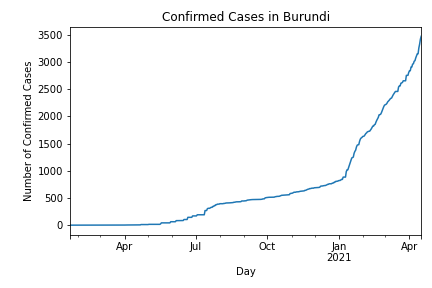 Confirmed Cases in Burundi
Number of Confirmed Cases
3500
3000
2500
2000
1500
1000
500
0
Apr
Jul
Oct
Jan
2021
Apr
Day